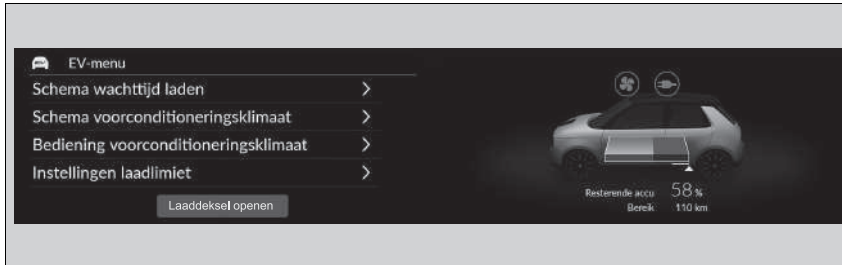 EV-menu
Schema wachttijd laden
Schema voorconditioneringsklimaat
Bediening voorconditioneringsklimaat
Instellingen laadlimiet
Laaddeksel openen
Resterende accu 58 %
Bereik 110 km